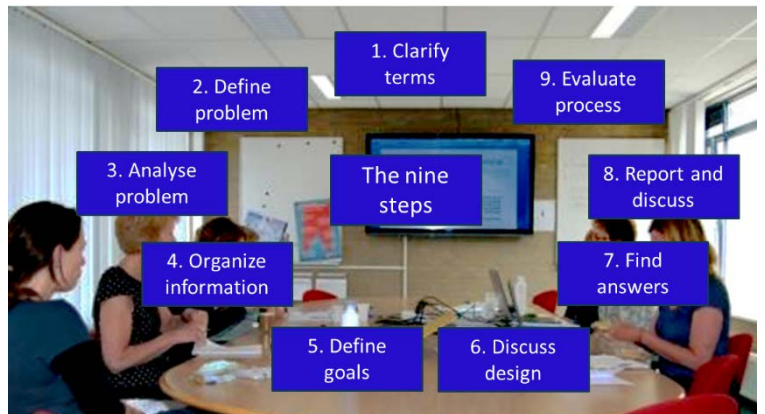 1. Clarify
terms
2. Define
problem
9. Evaluate
process
3. Analyse
problem
The nine
steps
8. Report and
discuss
4. Organize
information
7. Find
answers
5. Define
goals
6. Discuss
design